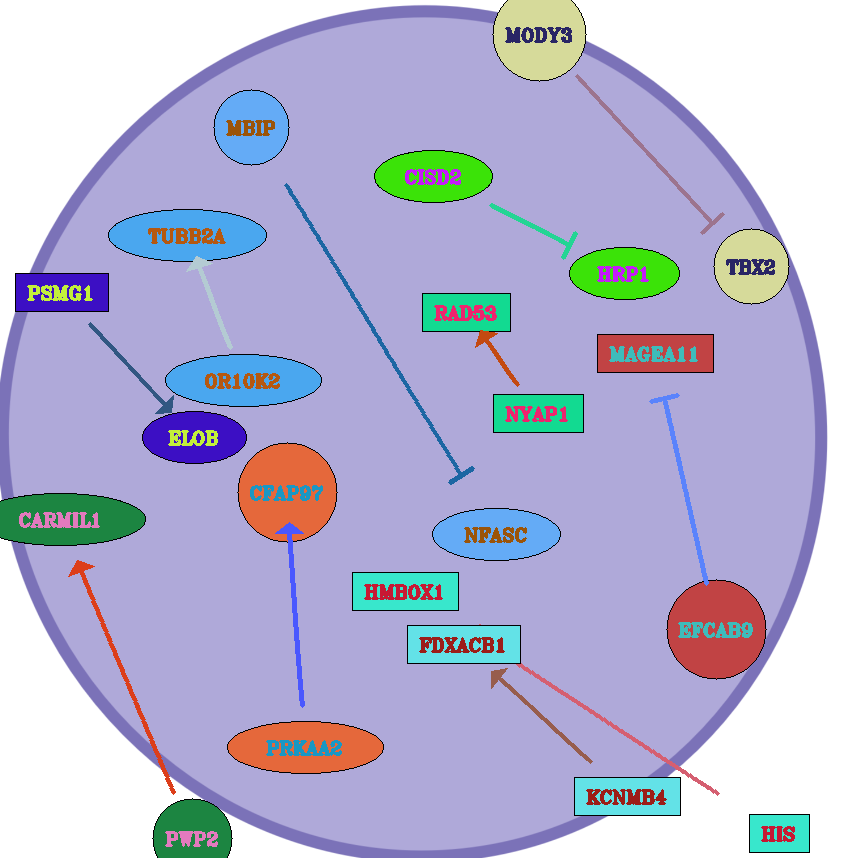 MODY3
MBIP
CISD2
TUBB2A
TBX2
HRP1
PSMG1
RAD53
MAGEA11
OR10K2
NYAP1
ELOB
CFAP97
CARMIL1
NFASC
HMBOX1
EFCAB9
FDXACB1
PRKAA2
KCNMB4
HIS
PWP2